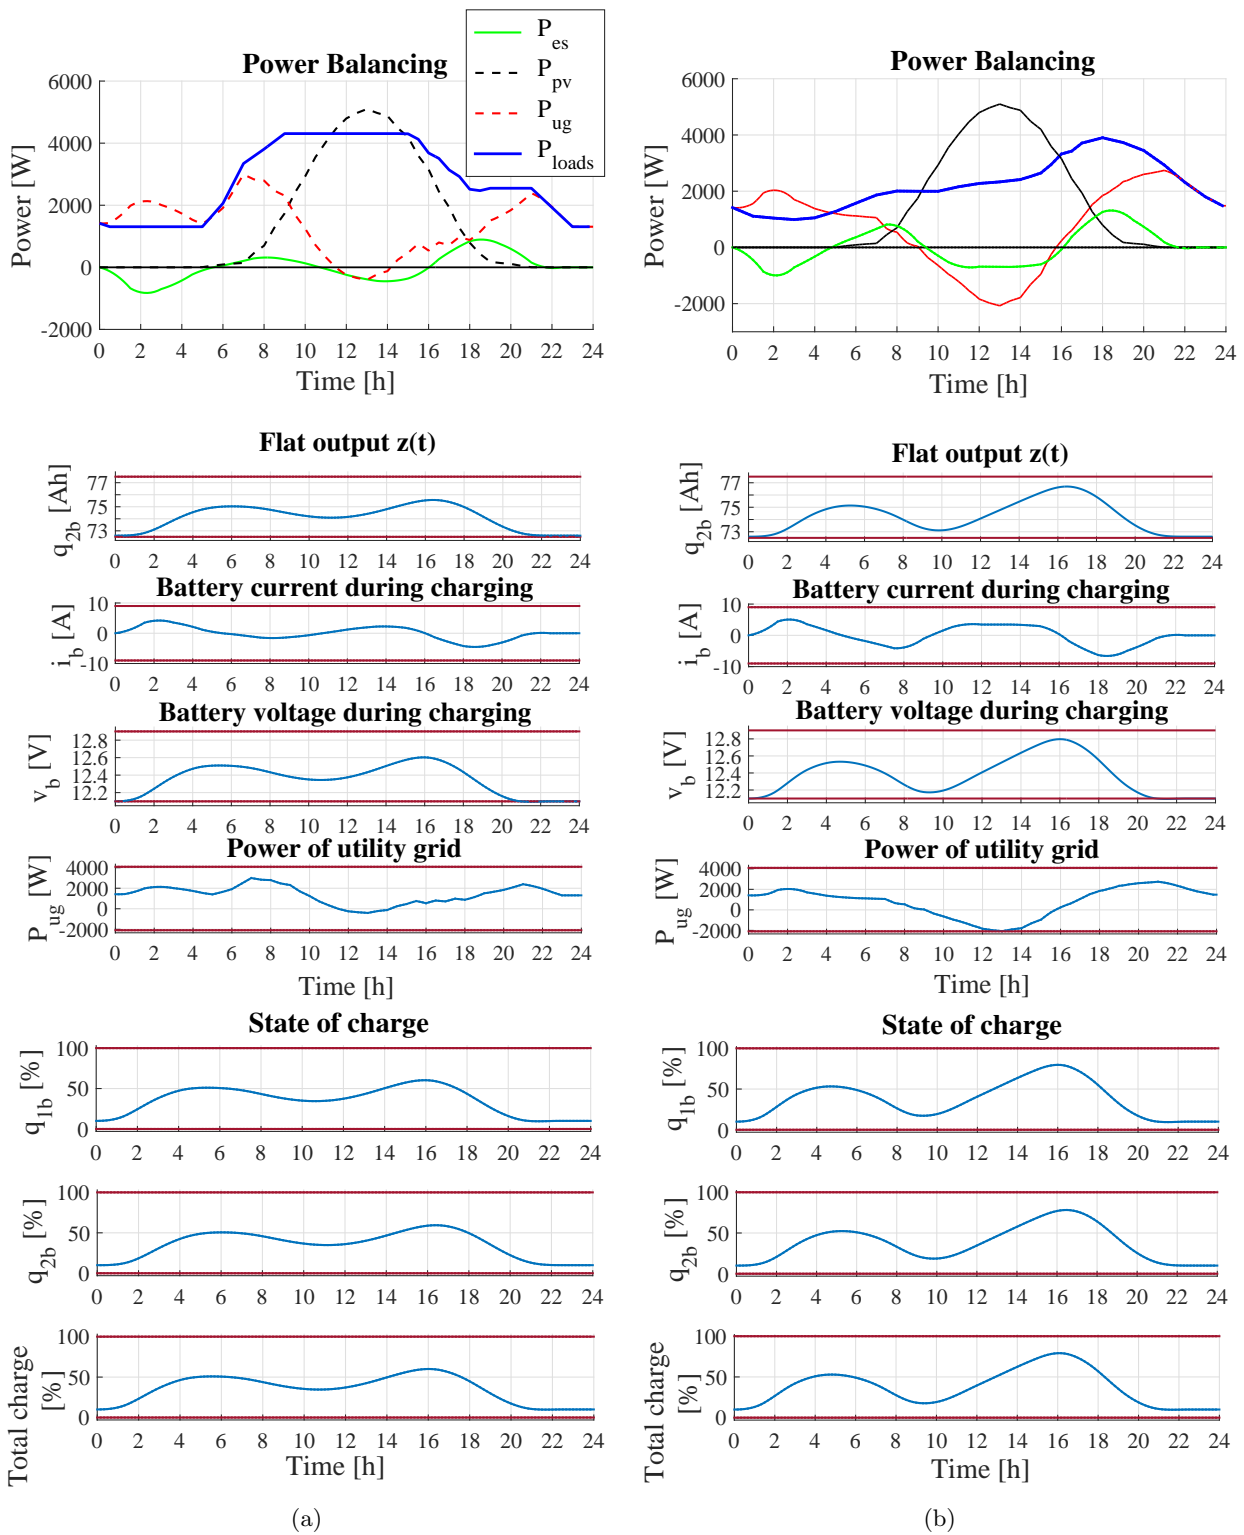 P_es
P_pv
P_ug
P_loads
Power Balancing
6000
4000
2000
0
-2000
Power [W]
0 2 4 6 8 10 12 13 14 16 18 20 22 24
Time [h]
Flat output z(t)
77
75
73
q_2b [Ah]
0 2 4 6 8 10 12 14 16 18 20 22 24
Battery current during charging
10
0
-10
i_b [A]
0 2 4 6 8 10 12 14 16 18 20 22 24
Battery voltage during charging
12.8
12.6
12.4
12.2
v_b [V]
0 2 4 6 8 10 12 14 16 18 20 22 24
Power of utility grid
4000
2000
0
-2000
P_ug [W]
0 2 4 6 8 10 12 14 16 18 20 22 24
Time [h]
State of charge
100
50
0
q_1b [%]
0 2 4 6 8 10 12 14 16 18 20 22 24
100
50
0
q_2b [%]
0 2 4 6 8 10 12 14 16 18 20 22 24
100
50
0
Total charge
[%]
0 2 4 6 8 10 12 14 16 18 20 22 24
Time [h]
(a)
Power Balancing
6000
4000
2000
0
-2000
Power [W]
0 2 4 6 8 10 12 13 14 16 18 20 22 24
Time [h]
Flat output z(t)
77
75
73
q_2b [Ah]
0 2 4 6 8 10 12 14 16 18 20 22 24
Battery current during charging
10
0
-10
i_b [A]
0 2 4 6 8 10 12 14 16 18 20 22 24
Battery voltage during charging
12.8
12.6
12.4
12.2
v_b [V]
0 2 4 6 8 10 12 14 16 18 20 22 24
Power of utility grid
4000
2000
0
-2000
P_ug [W]
0 2 4 6 8 10 12 14 16 18 20 22 24
Time [h]
State of charge
100
50
0
q_1b [%]
0 2 4 6 8 10 12 14 16 18 20 22 24
100
50
0
q_2b [%]
0 2 4 6 8 10 12 14 16 18 20 22 24
100
50
0
Total charge
[%]
0 2 4 6 8 10 12 14 16 18 20 22 24
Time [h]
(b)